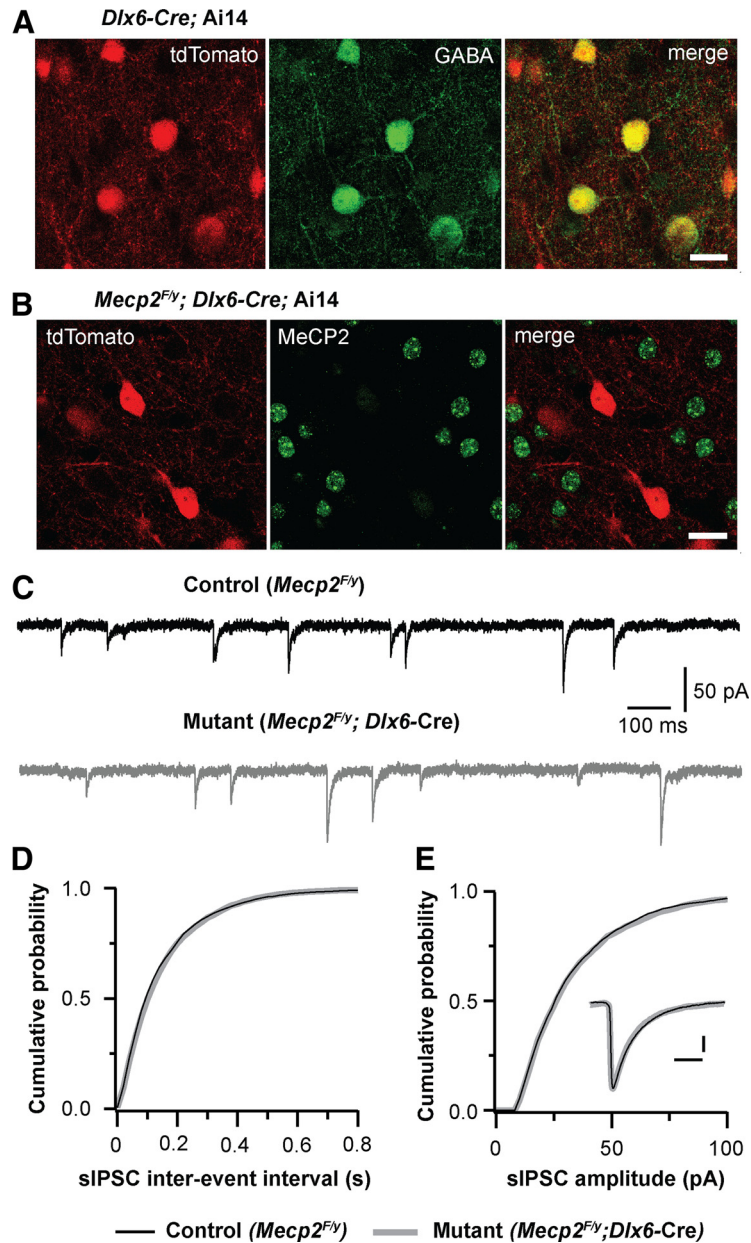 A
Dlx6-Cre; Ai14
tdTomato
GABA
merge
B
Mecp2F/y; Dlx6-Cre; Ai14
tdTomato
MeCP2
merge
C
Control (Mecp2F/y)
50 pA
100 ms
Mutant (Mecp2F/y; Dlx6-Cre)
D
Cumulative probability
1.0
0.5
0.0
0 0.2 0.4 0.6 0.8
sIPSC inter-event interval (s)
E
Cumulative probability
1.0
0.5
0.0
0 50 100
sIPSC amplitude (pA)
Control (Mecp2F/y)
Mutant (Mecp2F/y;Dlx6-Cre)